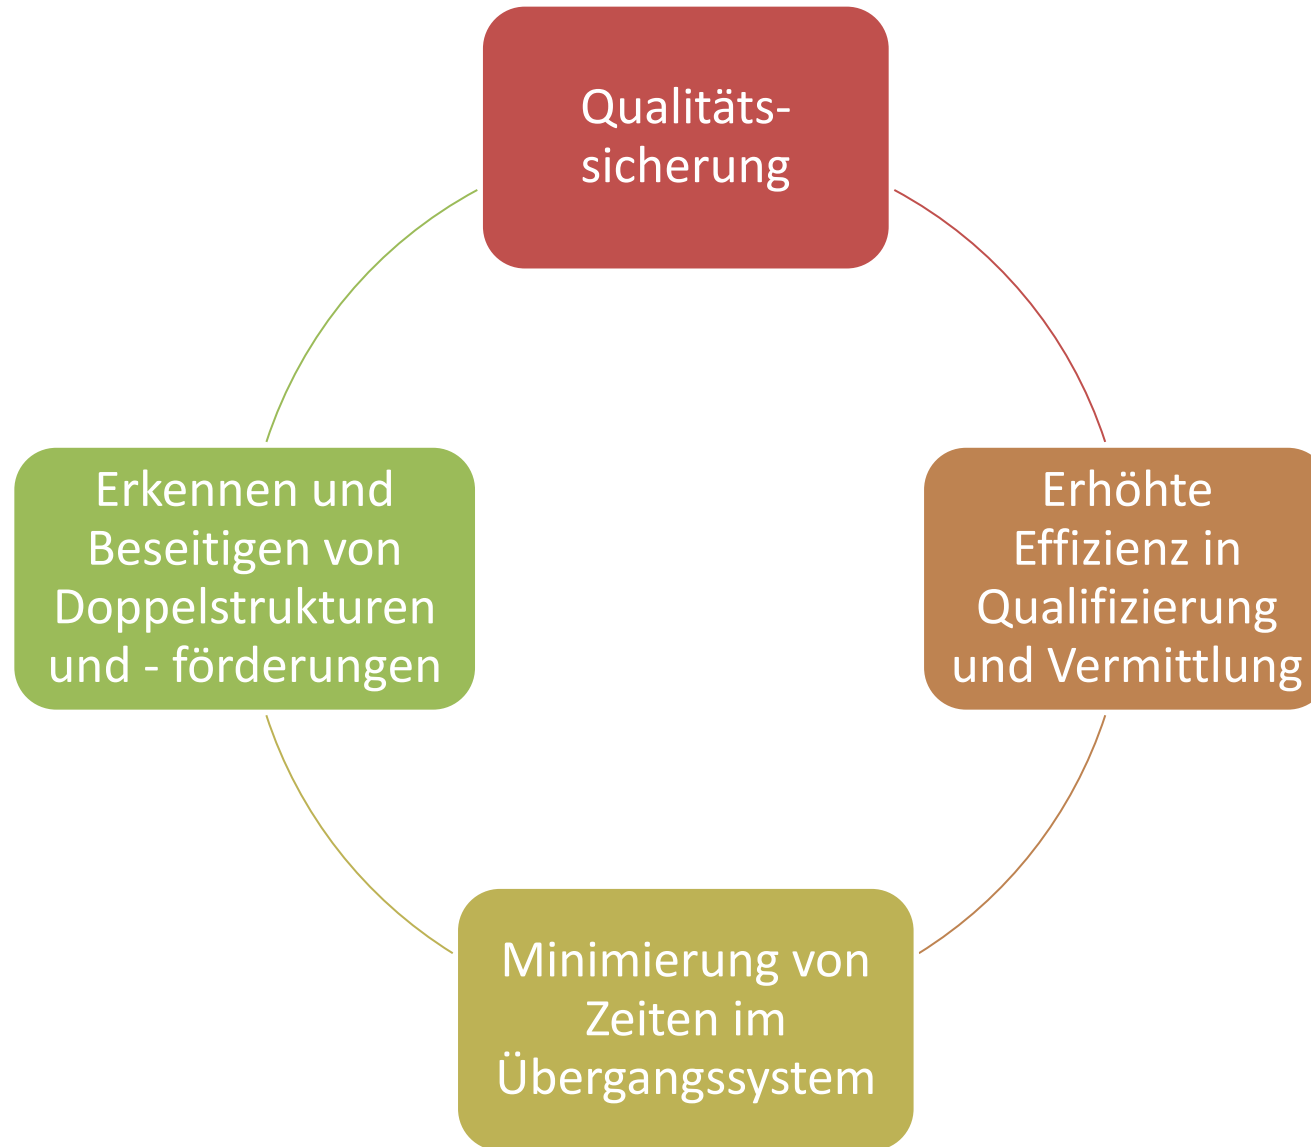 Qualitäts-
sicherung
Erhöhte
Effizienz in
Qualifizierung
und Vermittlung
Minimierung von
Zeiten im
Übergangssystem
Erkennen und
Beseitigen von
Doppelstrukturen
und - förderungen